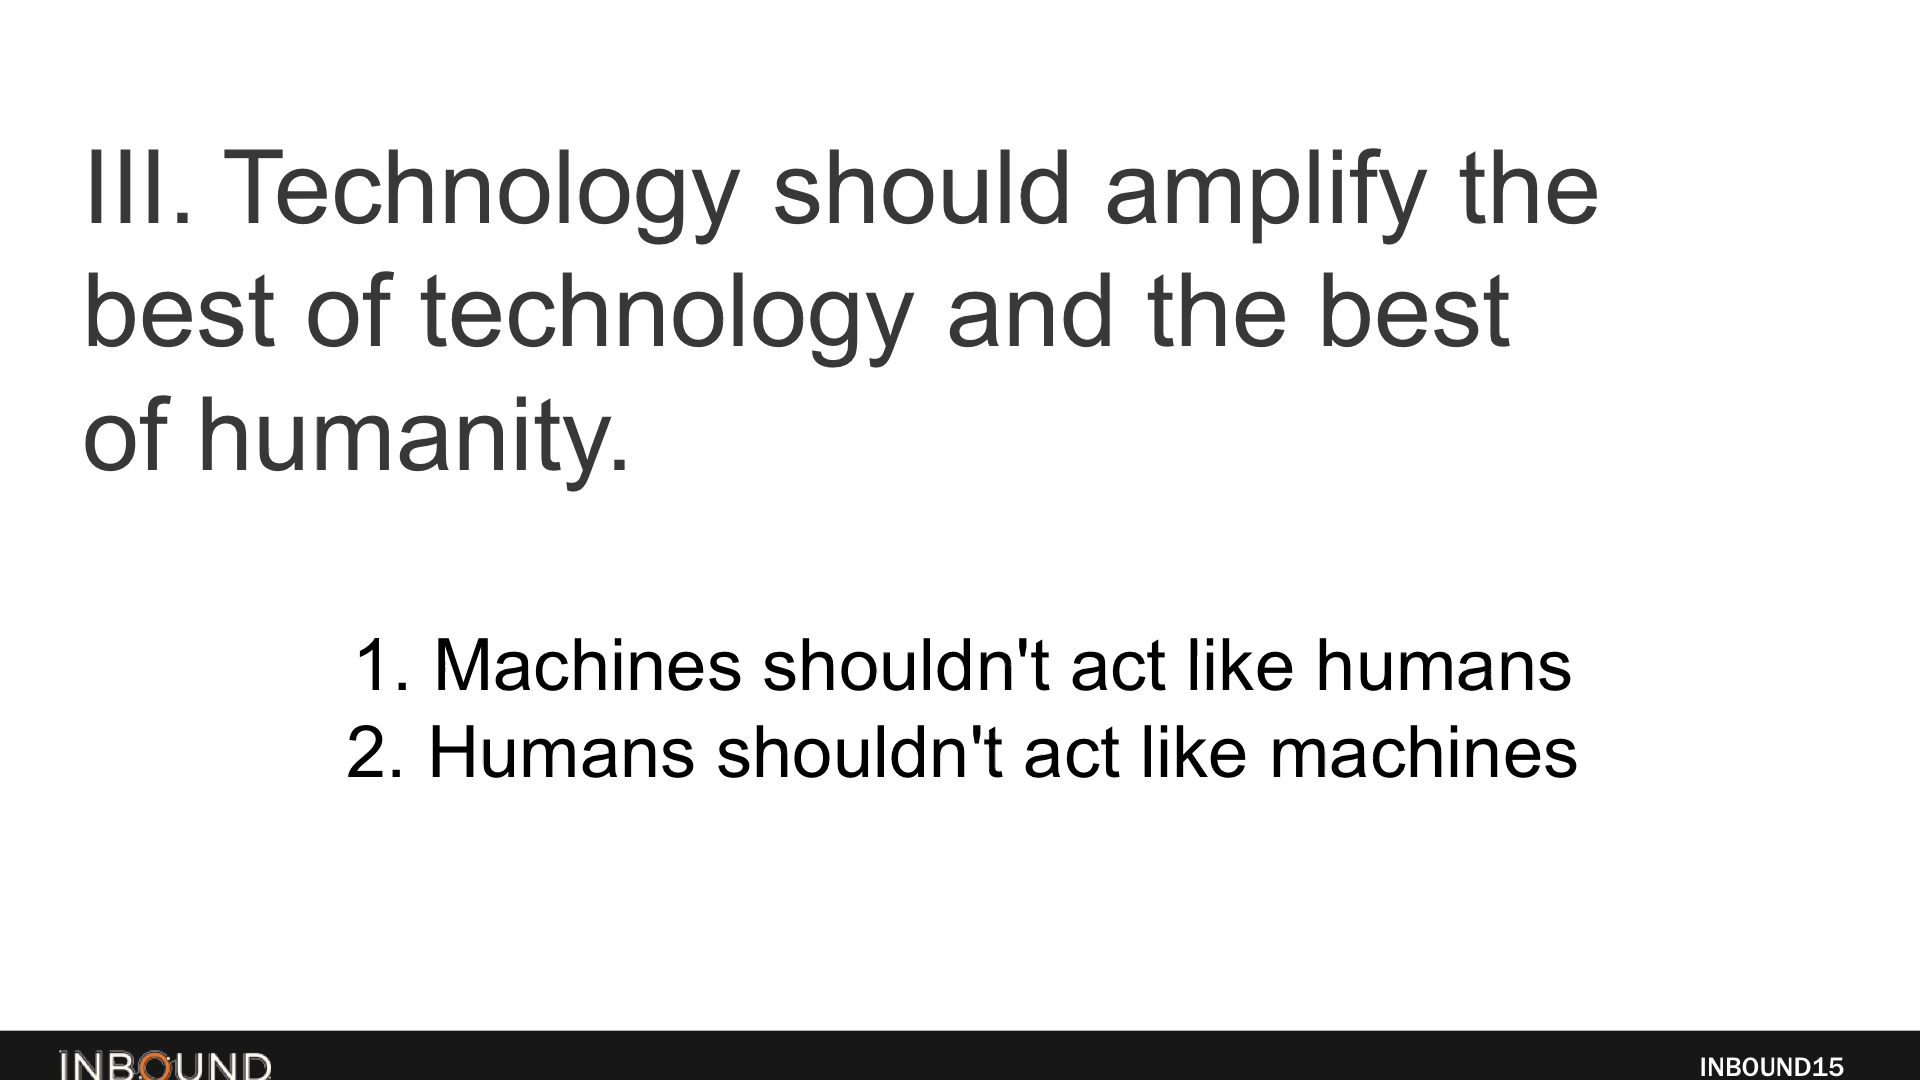 III. Technology should amplify the
best of technology and the best
of humanity.
1. Machines shouldn't act like humans
2. Humans shouldn't act like machines
INBOUND
INBOUND15